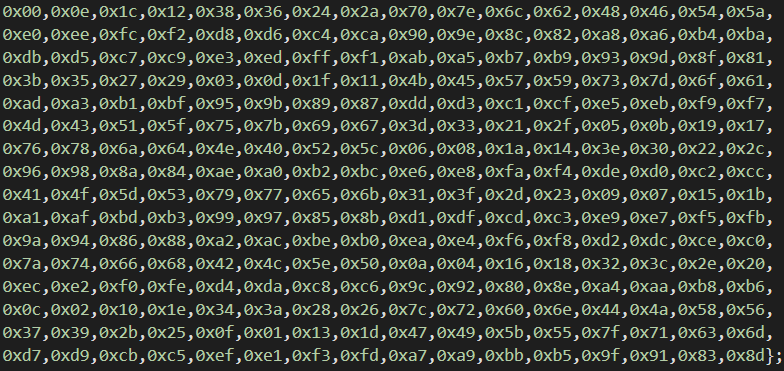 0x00,0x0e,0x1c,0x12,0x38,0x36,0x24,0x2a,0x70,0x7e,0x6c,0x62,0x48,0x46,0x54,0x5a,
0xe0,0xee,0xfc,0xf2,0xd8,0xd6,0xc4,0xca,0x90,0x9e,0x8c,0x82,0xa8,0xa6,0xb4,0xba,
0xdb,0xd5,0xc7,0xc9,0xe3,0xed,0xff,0xf1,0xab,0xa5,0xb7,0xb9,0x93,0x9d,0x8f,0x81,
0x3b,0x35,0x27,0x29,0x03,0x0d,0x1f,0x11,0x4b,0x45,0x57,0x59,0x73,0x7d,0x6f,0x61,
0xad,0xa3,0xb1,0xbf,0x95,0x9b,0x89,0x87,0xdd,0xd3,0xc1,0xcf,0xe5,0xeb,0xf9,0xf7,
0x4d,0x43,0x51,0x5f,0x75,0x7b,0x69,0x67,0x3d,0x33,0x21,0x2f,0x05,0x0b,0x19,0x17,
0x76,0x78,0x6a,0x64,0x4e,0x40,0x52,0x5c,0x06,0x08,0x1a,0x14,0x3e,0x30,0x22,0x2c,
0x96,0x98,0x8a,0x84,0xae,0xa0,0xb2,0xbc,0xe6,0xe8,0xfa,0xf4,0xde,0xd0,0xc2,0xcc,
0x41,0x4f,0x5d,0x53,0x79,0x77,0x65,0x6b,0x31,0x3f,0x2d,0x23,0x09,0x07,0x15,0x1b,
0xa1,0xaf,0xbd,0xb3,0x99,0x97,0x85,0x8b,0xd1,0xdf,0xcd,0xc3,0xe9,0xe7,0xf5,0xfb,
0x9a,0x94,0x86,0x88,0xa2,0xac,0xbe,0xb0,0xea,0xe4,0xf6,0xf8,0xd2,0xdc,0xce,0xc0,
0x7a,0x74,0x66,0x68,0x42,0x4c,0x5e,0x50,0x0a,0x04,0x16,0x18,0x32,0x3c,0x2e,0x20,
0xec,0xe2,0xf0,0xfe,0xd4,0xda,0xc8,0xc6,0x9c,0x92,0x80,0x8e,0xa4,0xaa,0xb8,0xb6,
0x0c,0x02,0x10,0x1e,0x34,0x3a,0x28,0x26,0x7c,0x72,0x60,0x6e,0x44,0x4a,0x58,0x56,
0x37,0x39,0x2b,0x25,0x0f,0x01,0x13,0x1d,0x47,0x49,0x5b,0x55,0x7f,0x71,0x63,0x6d,
0xd7,0xd9,0xcb,0xc5,0xef,0xe1,0xf3,0xfd,0xa7,0xa9,0xbb,0xb5,0x9f,0x91,0x83,0x8d};